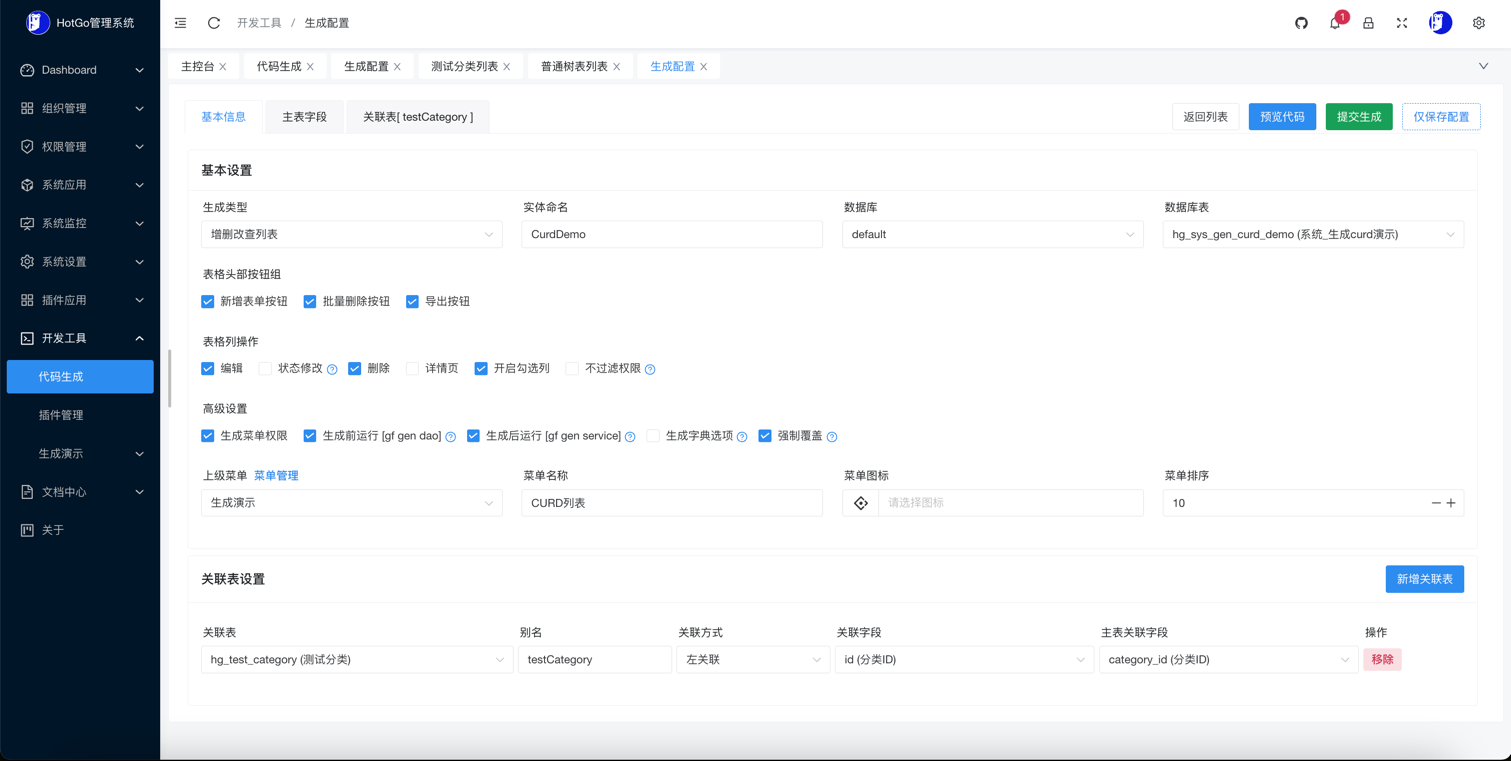 HotGo管理系统
开发工具 / 生成配置
1
Dashboard
组织管理
权限管理
系统应用
系统监控
系统设置
插件应用
开发工具
代码生成
插件管理
生成演示
文档中心
关于
主控台 代码生成 生成配置 测试分类列表 普通树表列表 生成配置
基本信息 主表字段 关联表[ testCategory ] 返回列表 预览代码 提交生成 仅保存配置
基本设置
生成类型 实体命名 数据库 数据库表
增删改查列表 CurdDemo default hg_sys_gen_curd_demo (系统_生成curd演示)
表格头部按钮组
新增表单按钮 批量删除按钮 导出按钮
表格列操作
编辑 状态修改 删除 详情页 开启勾选列 不过滤权限
高级设置
生成菜单权限 生成前运行 [gf gen dao] 生成后运行 [gf gen service] 生成字典选项 强制覆盖
上级菜单 菜单管理 菜单名称 菜单图标 菜单排序
生成演示 CURD列表 请选择图标 10
关联表设置 新增关联表
关联表 别名 关联方式 关联字段 主表关联字段 操作
hg_test_category (测试分类) testCategory 左关联 id (分类ID) category_id (分类ID) 移除